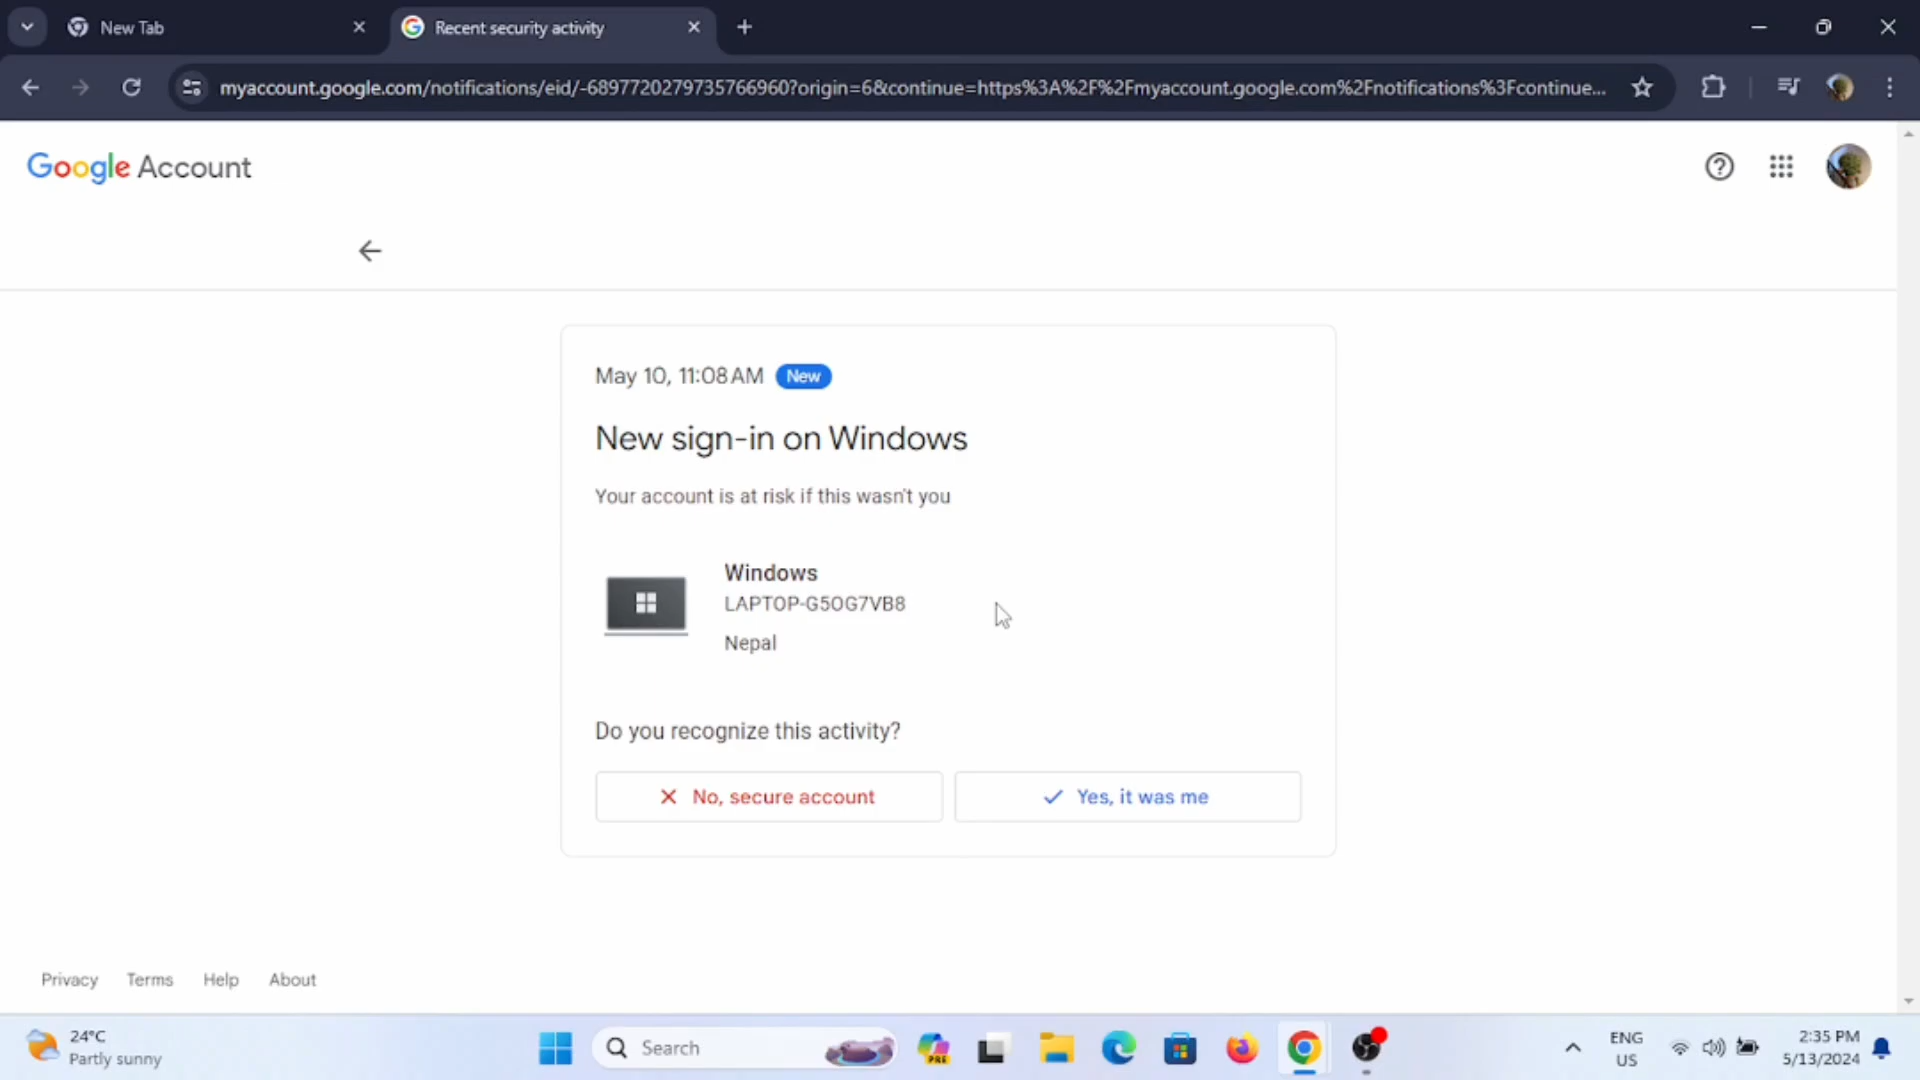 New Tab
Recent security activity
myaccount.google.com/notifications/eid/-6897720279735766960?origin=6&continue=https%3A%2F%2Fmyaccount.google.com%2Fnotifications%3Fcontinue...
Google Account
May 10, 11:08 AM New
New sign-in on Windows
Your account is at risk if this wasn't you
Windows
LAPTOP-G5OG7VB8
Nepal
Do you recognize this activity?
No, secure account
Yes, it was me
Privacy Terms Help About
24°C
Partly sunny
Search
PRE
ENG
US
2:35 PM
5/13/2024